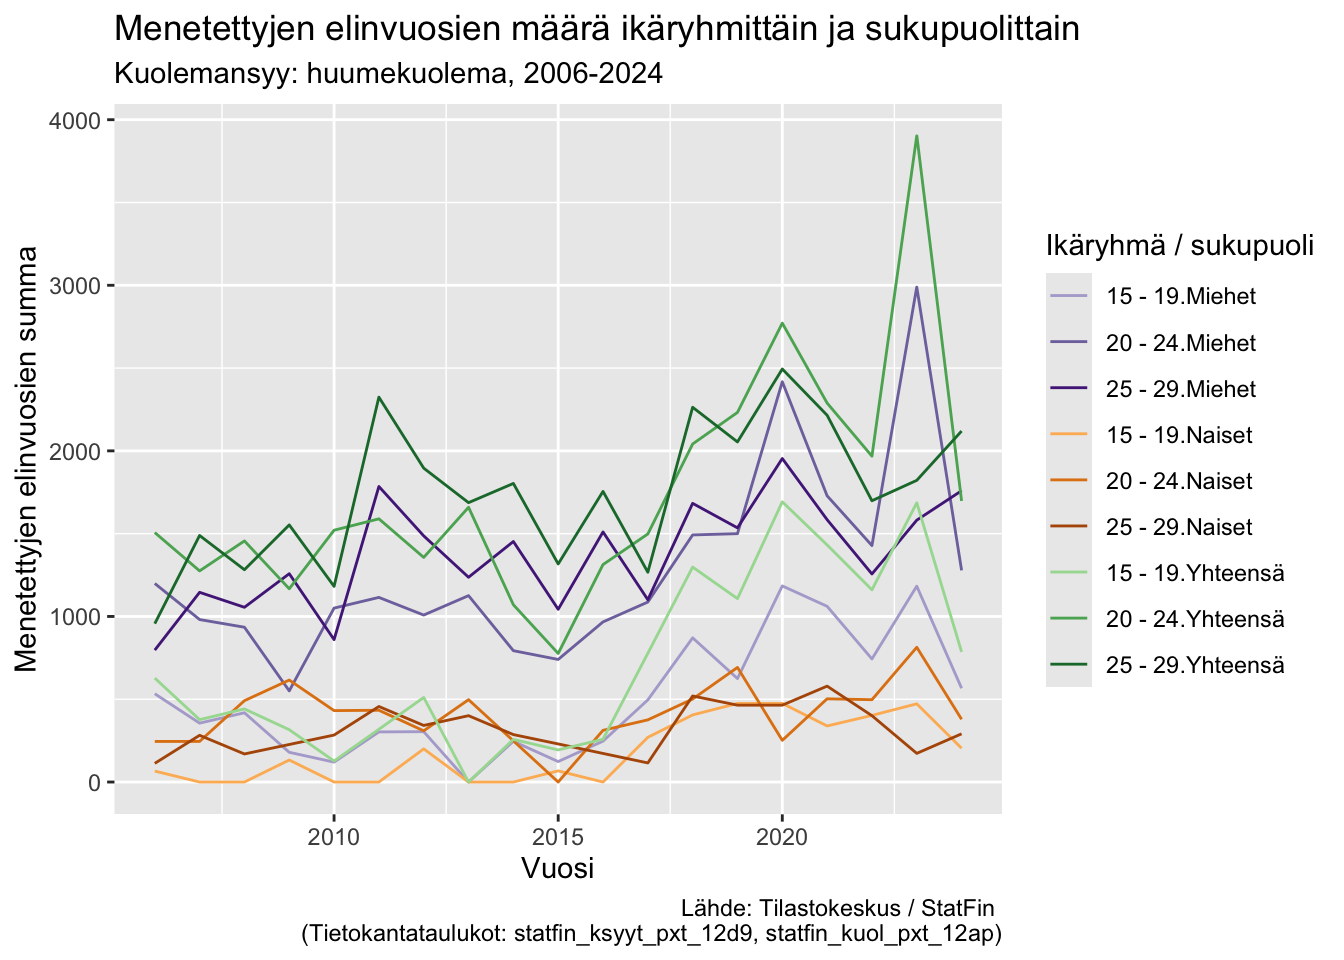 Menetettyjen elinvuosien määrä ikäryhmittäin ja sukupuolittain
Kuolemansyy: huumekuolema, 2006-2024
Menetettyjen elinvuosien summa
4000
3000
2000
1000
0
2010
2015
2020
Vuosi
Ikäryhmä / sukupuoli
15 - 19.Miehet
20 - 24.Miehet
25 - 29.Miehet
15 - 19.Naiset
20 - 24.Naiset
25 - 29.Naiset
15 - 19.Yhteensä
20 - 24.Yhteensä
25 - 29.Yhteensä
Lähde: Tilastokeskus / StatFin
(Tietokantataulukot: statfin_ksyyt_pxt_12d9, statfin_kuol_pxt_12ap)